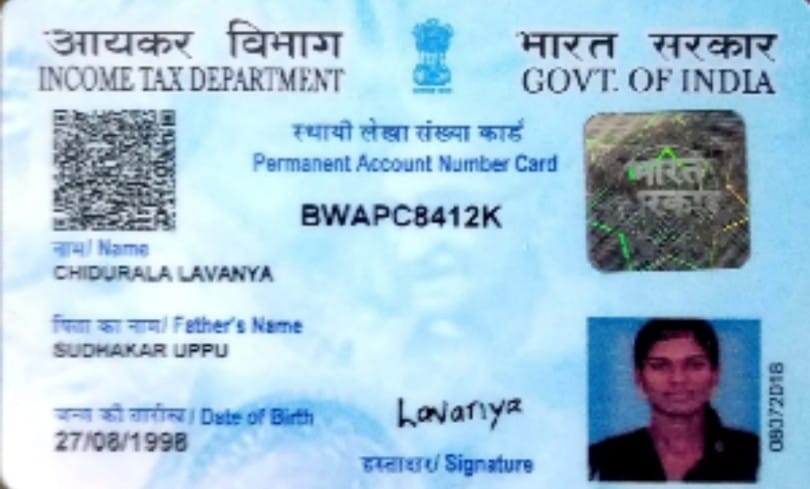 आयकर विभाग
INCOME TAX DEPARTMENT
भारत सरकार
GOVT. OF INDIA
स्थायी लेखा संख्या कार्ड
Permanent Account Number Card
BWAPC8412K
भारत
सरकार
नाम/ Name
CHIDURALA LAVANYA
पिता का नाम/ Father's Name
SUDHAKAR UPPU
जन्म की तारीख/ Date of Birth
27/08/1998
Lavanya
हस्ताक्षर/ Signature
08072018